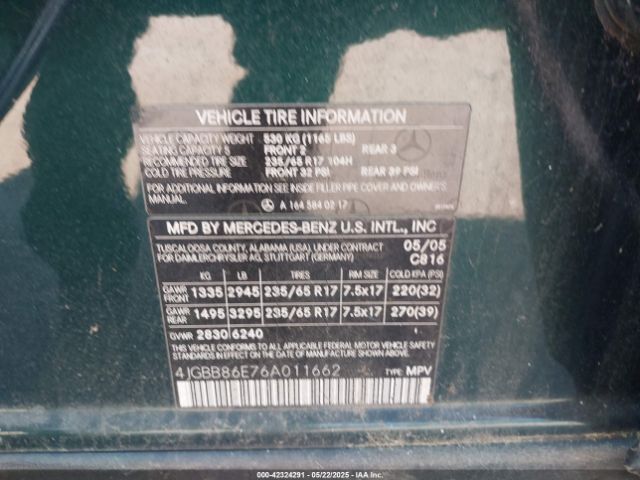 VEHICLE TIRE INFORMATION
VEHICLE CAPACITY WEIGHT 530 KG (1165 LBS)
SEATING CAPACITY 5 FRONT 2 REAR 3
RECOMMENDED TIRE SIZE 235/65 R17 104H
COLD TIRE PRESSURE FRONT 32 PSI REAR 39 PSI
FOR ADDITIONAL INFORMATION SEE INSIDE FILLER PIPE COVER AND OWNER'S
MANUAL.
A 164 584 02 17
MFD BY MERCEDES-BENZ U.S. INTL., INC
TUSCALOOSA COUNTY, ALABAMA (USA), UNDER CONTRACT 05/05
FOR DAIMLERCHRYSLER AG, STUTTGART (GERMANY) C816
KG LB TIRES RIM SIZE COLD KPA (PSI)
GAWR FRONT 1335 2945 235/65 R17 7.5x17 220(32)
GAWR REAR 1495 3295 235/65 R17 7.5x17 270(39)
GVWR 2830 6240
THIS VEHICLE CONFORMS TO ALL APPLICABLE FEDERAL MOTOR VEHICLE
SAFETY AND THEFT PREVENTION STANDARDS IN EFFECT ON THE DATE OF
MANUFACTURE SHOWN ABOVE.
4JGBB86E76A011662 TYPE: MPV
000-42324291 - 05/22/2025 - IAAI.COM